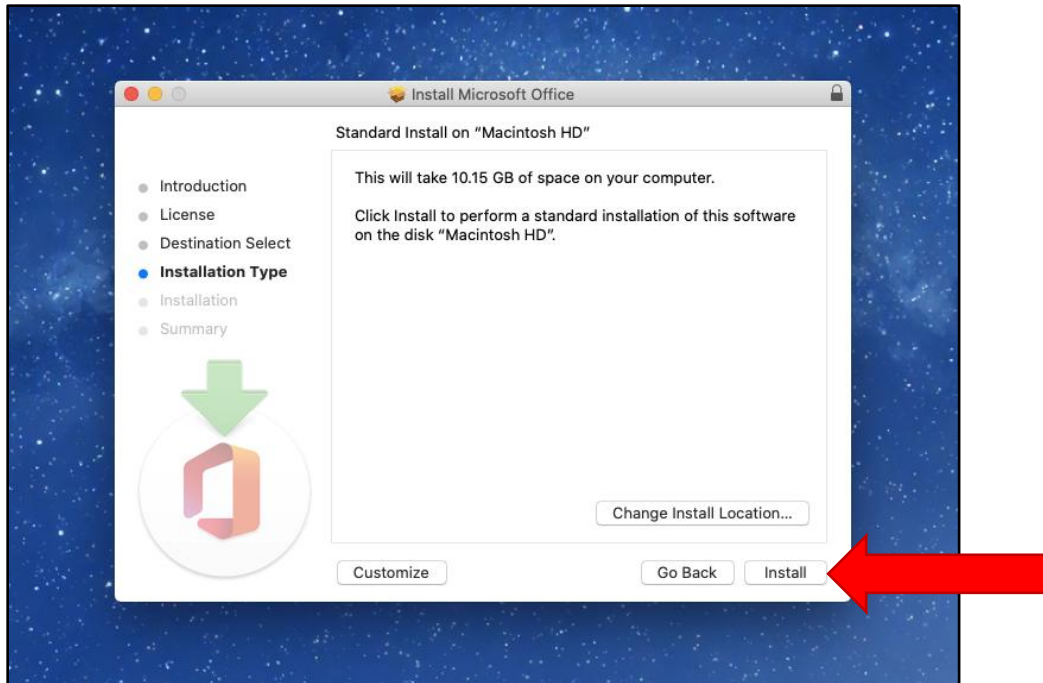 Install Microsoft Office
Standard Install on “Macintosh HD”
Introduction
License
Destination Select
Installation Type
Installation
Summary
This will take 10.15 GB of space on your computer.
Click Install to perform a standard installation of this software
on the disk “Macintosh HD”.
Change Install Location...
Customize
Go Back
Install